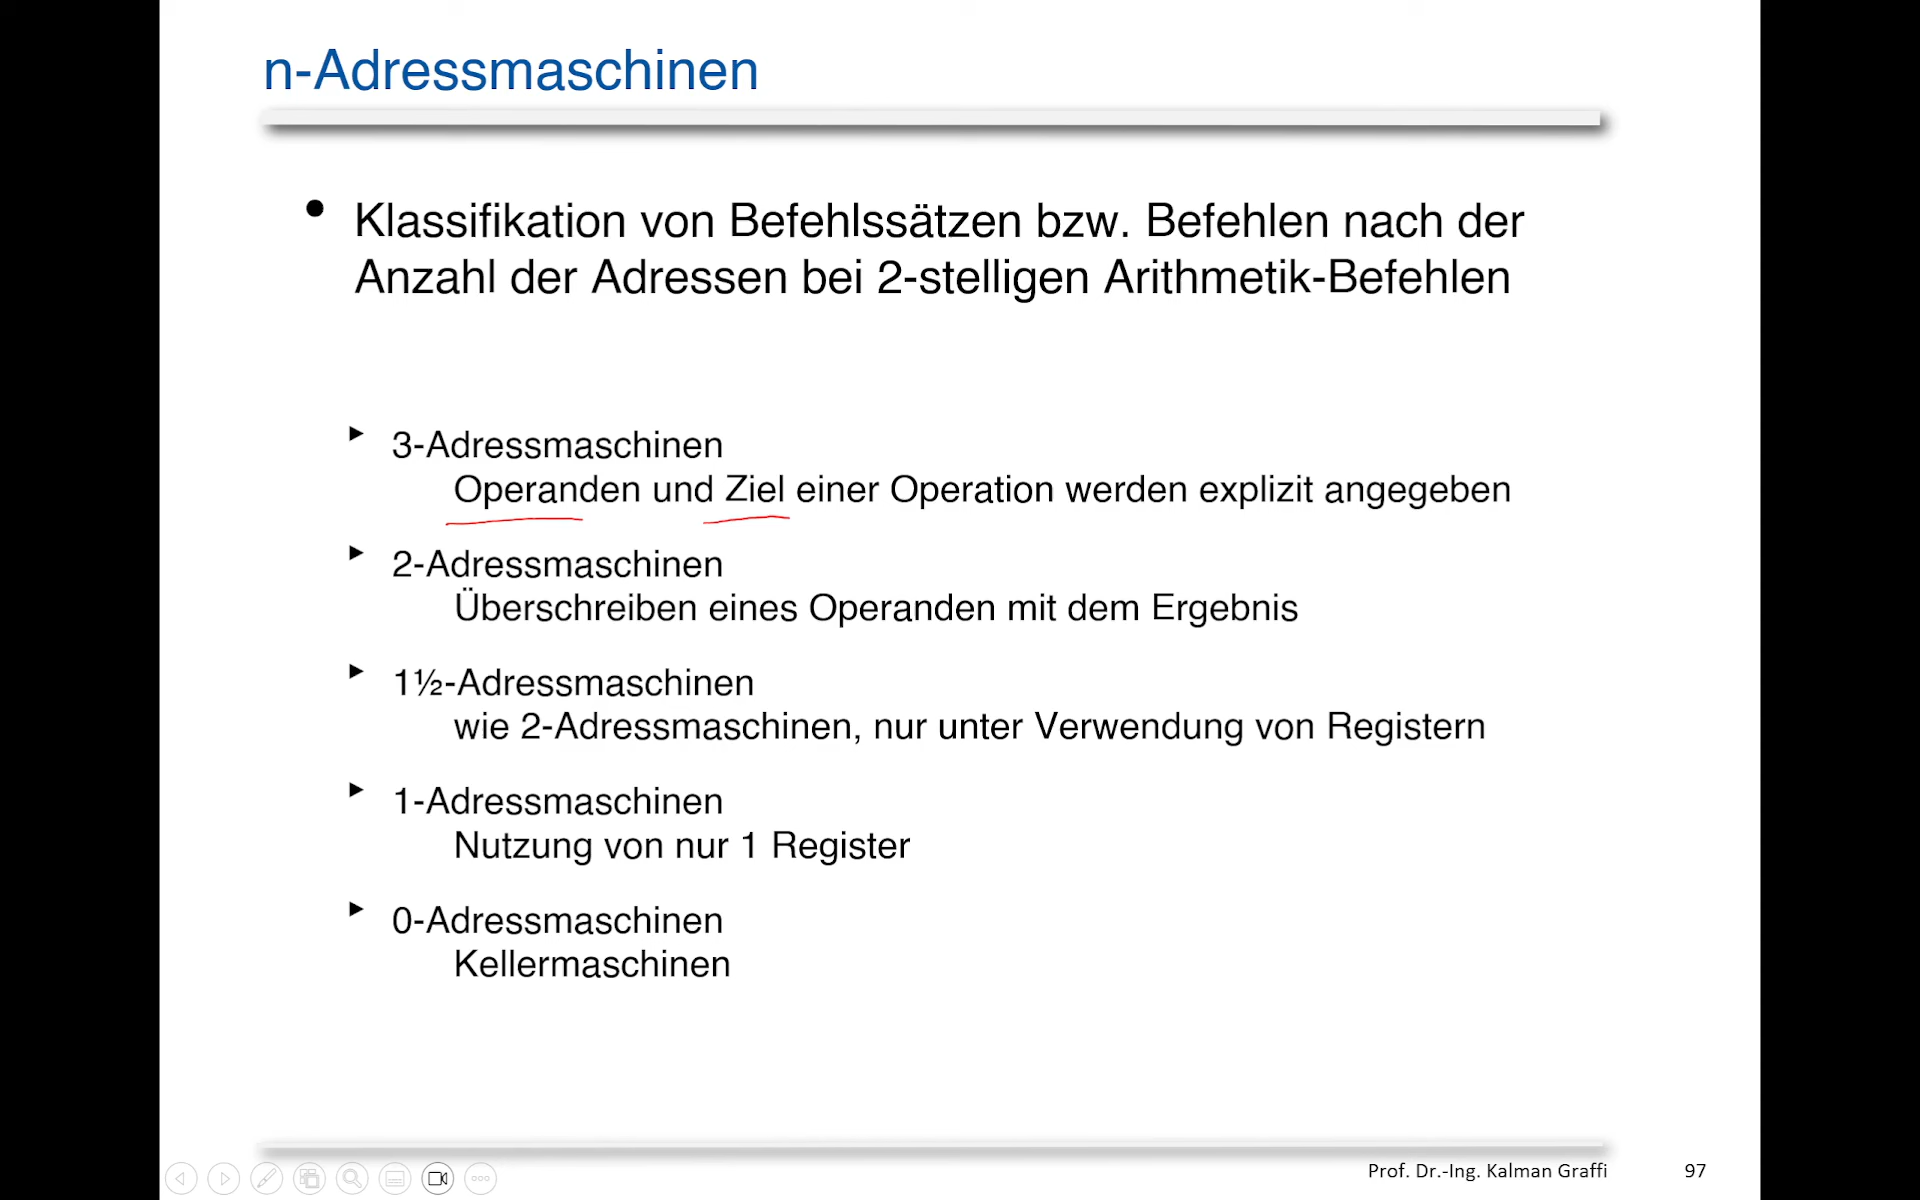 n-Adressmaschinen
• Klassifikation von Befehlssätzen bzw. Befehlen nach der
Anzahl der Adressen bei 2-stelligen Arithmetik-Befehlen
‣ 3-Adressmaschinen
Operanden und Ziel einer Operation werden explizit angegeben
‣ 2-Adressmaschinen
Überschreiben eines Operanden mit dem Ergebnis
‣ 1½-Adressmaschinen
wie 2-Adressmaschinen, nur unter Verwendung von Registern
‣ 1-Adressmaschinen
Nutzung von nur 1 Register
‣ 0-Adressmaschinen
Kellermaschinen
Prof. Dr.-Ing. Kalman Graffi 97